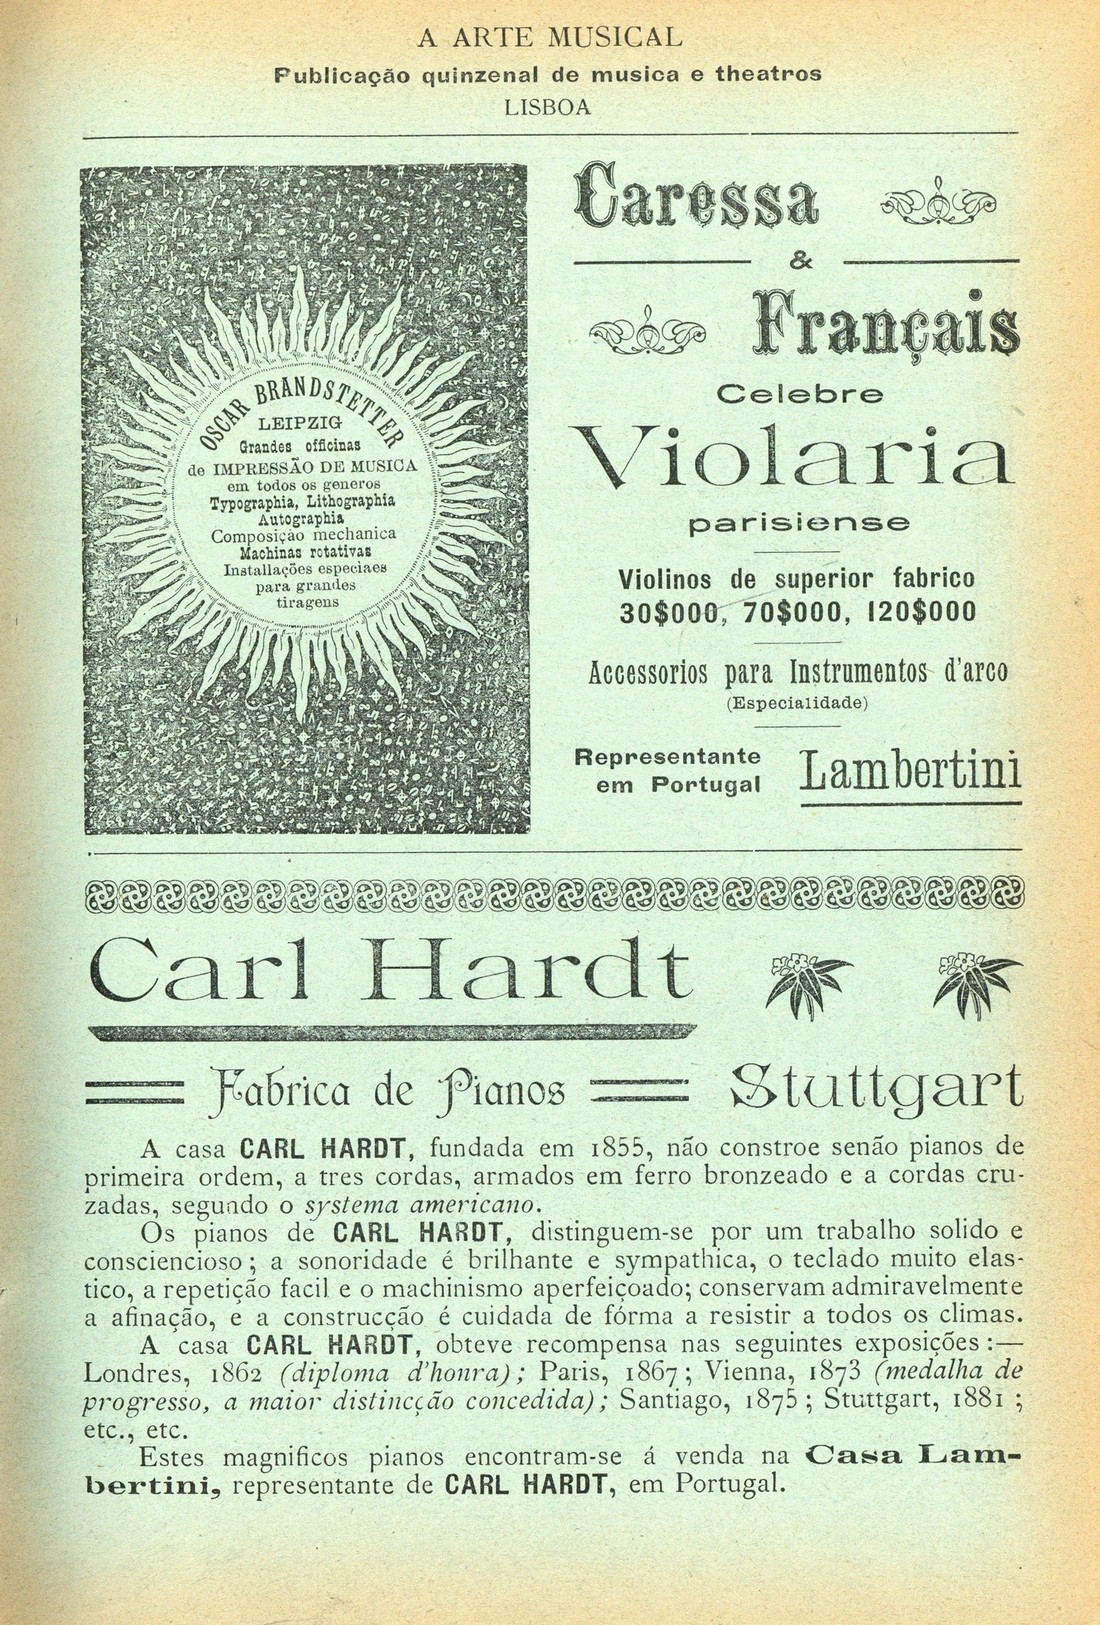 A ARTE MUSICAL
Publicação quinzenal de musica e theatros
LISBOA
OSCAR BRANDSTETTER
LEIPZIG
Grandes officinas
de IMPRESSÃO DE MUSICA
em todos os generos
Typographia, Lithographia
Autographia
Composição mechanica
Machinas rotativas
Installações especiaes
para grandes
tiragens
Caressa
&
Français
Celebre
Violaria
parisiense
Violinos de superior fabrico
30$000, 70$000, 120$000
Accessorios para Instrumentos d'arco
(Especialidade)
Representante
em Portugal
Lambertini
Carl Hardt
Fabrica de Pianos Stuttgart
A casa CARL HARDT, fundada em 1855, não constroe senão pianos de
primeira ordem, a tres cordas, armados em ferro bronzeado e a cordas cru-
zadas, segundo o systema americano.
Os pianos de CARL HARDT, distinguem-se por um trabalho solido e
consciencioso; a sonoridade é brilhante e sympathica, o teclado muito elas-
tico, a repetição facil e o machinismo aperfeiçoado; conservam admiravelmente
a afinação, e a construcção é cuidada de fórma a resistir a todos os climas.
A casa CARL HARDT, obteve recompensa nas seguintes exposições:—
Londres, 1862 (diploma d'honra); Paris, 1867; Vienna, 1873 (medalha de
progresso, a maior distincção concedida); Santiago, 1875; Stuttgart, 1881;
etc., etc.
Estes magnificos pianos encontram-se á venda na Casa Lam-
bertini, representante de CARL HARDT, em Portugal.